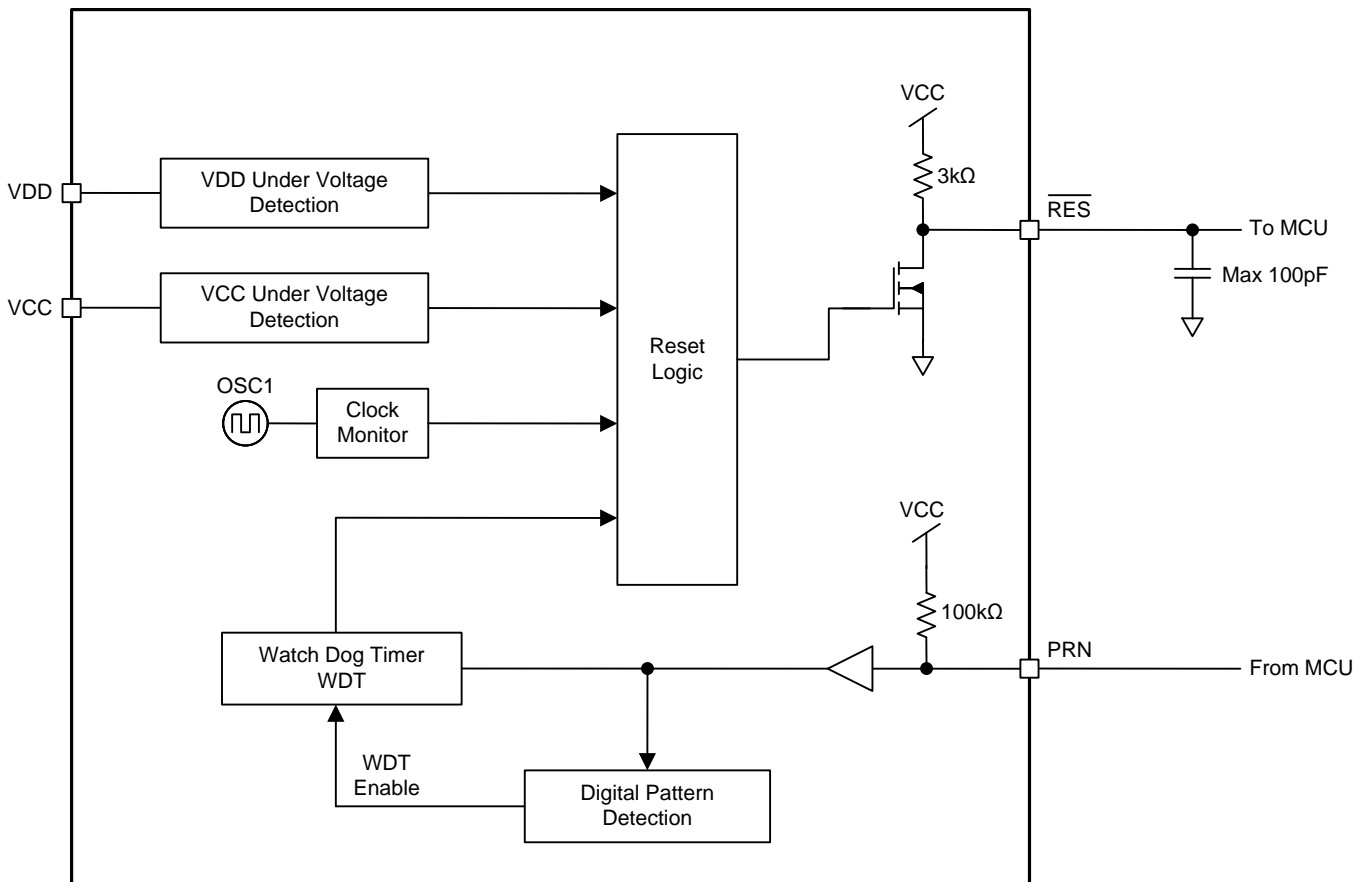 VCC
VDD Under Voltage
Detection
VDD
3kΩ
RES
To MCU
VCC Under Voltage
Detection
VCC
Max 100pF
Reset
Logic
OSC1
Clock
Monitor
VCC
100kΩ
Watch Dog Timer
WDT
PRN
From MCU
WDT
Enable
Digital Pattern
Detection